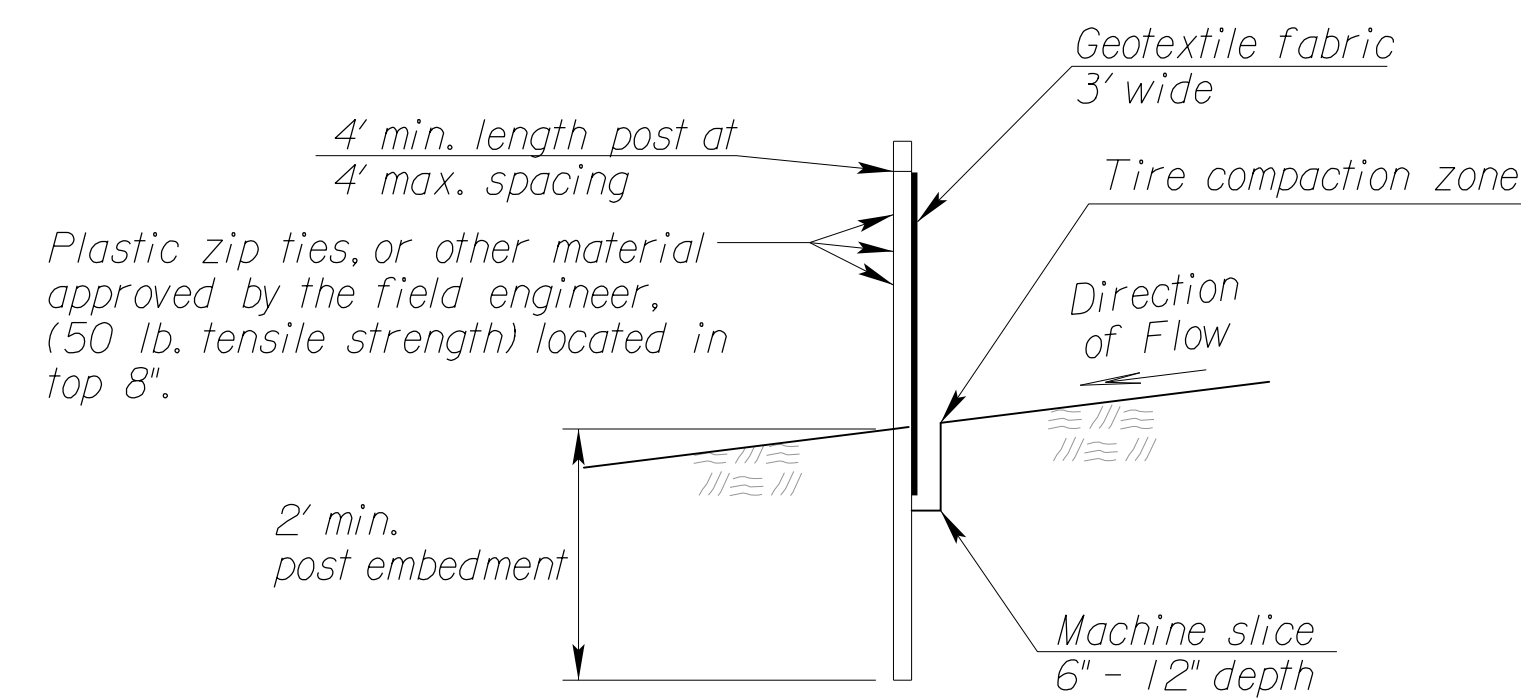 Geotextile fabric
3' wide
4' min. length post at
4' max. spacing
Tire compaction zone
Plastic zip ties, or other material
approved by the field engineer,
(50 lb. tensile strength) located in
top 8".
Direction
of Flow
2' min.
post embedment
Machine slice
6" - 12" depth